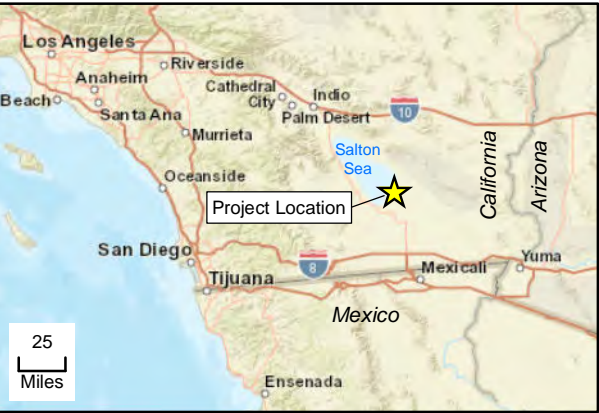 Los Angeles
Riverside
Anaheim
Cathedral
City
Indio
Beach
Santa Ana
Palm Desert
10
Murrieta
Salton
Sea
California
Arizona
Oceanside
Project Location
San Diego
8
Yuma
Tijuana
Mexicali
Mexico
25
Miles
Ensenada